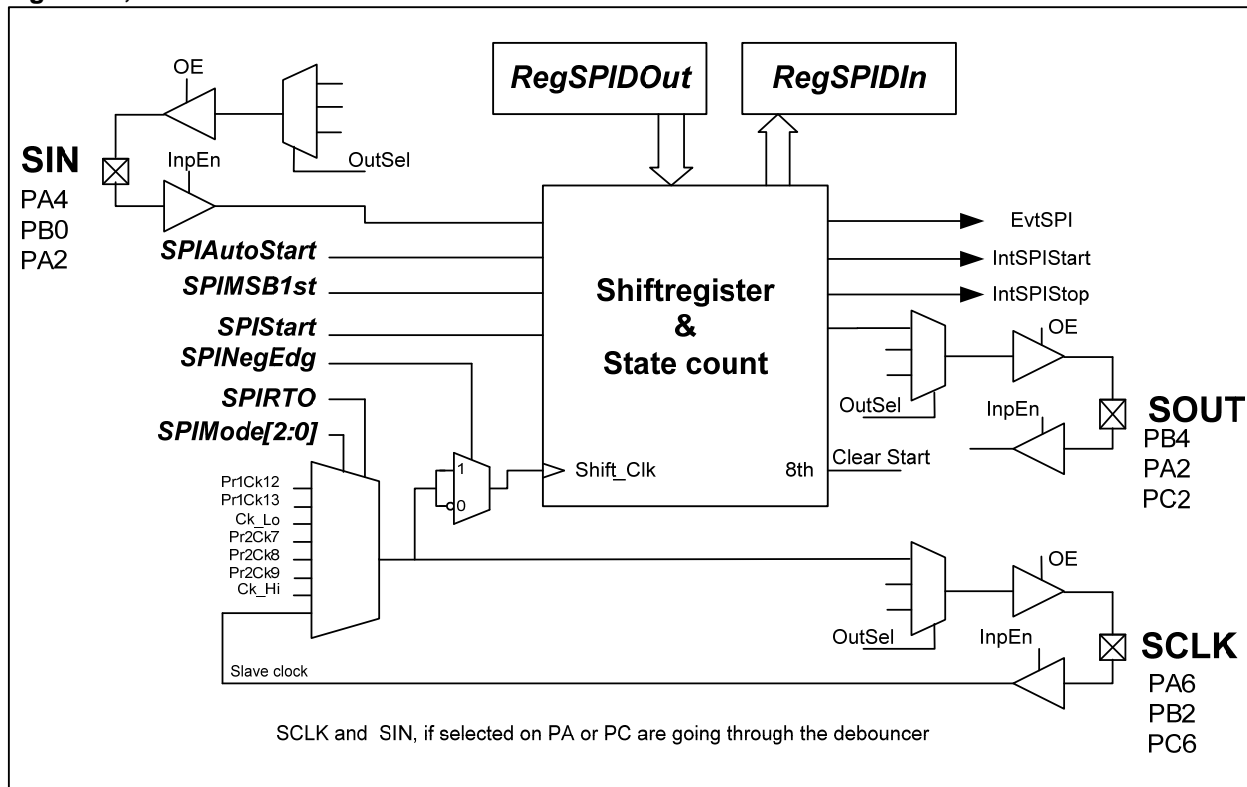 RegSPIDOut
RegSPIDIn
OE
OutSel
SIN
PA4
PB0
PA2
InpEn
SPIAutoStart
SPIMSB1st
SPIStart
SPINegEdg
SPIRTO
SPIMode[2:0]
Shiftregister
&
State count
EvtSPI
IntSPIStart
IntSPIStop
OE
OutSel
InpEn
SOUT
PB4
PA2
PC2
1
0
Shift_Clk
8th
Clear Start
Pr1Ck12
Pr1Ck13
Ck_Lo
Pr2Ck7
Pr2Ck8
Pr2Ck9
Ck_Hi
OE
OutSel
InpEn
SCLK
PA6
PB2
PC6
Slave clock
SCLK and SIN, if selected on PA or PC are going through the debouncer